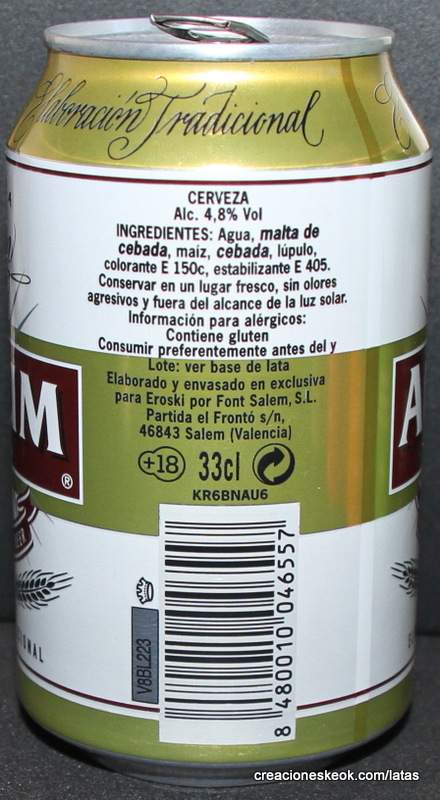 Elaboración Tradicional
CERVEZA
Alc. 4,8% Vol
INGREDIENTES: Agua, malta de
cebada, maíz, cebada, lúpulo,
colorante E 150c, estabilizante E 405.
Conservar en un lugar fresco, sin olores
agresivos y fuera del alcance de la luz solar.
Información para alérgicos:
Contiene gluten
Consumir preferentemente antes del y
Lote: ver base de lata
Elaborado y envasado en exclusiva
para Eroski por Font Salem, S.L.
Partida el Frontó s/n,
46843 Salem (Valencia)
+18 33cl
KR6BNAU6
IM
®
A
V8BL223
8 480010 046557
creacioneskeok.com/latas